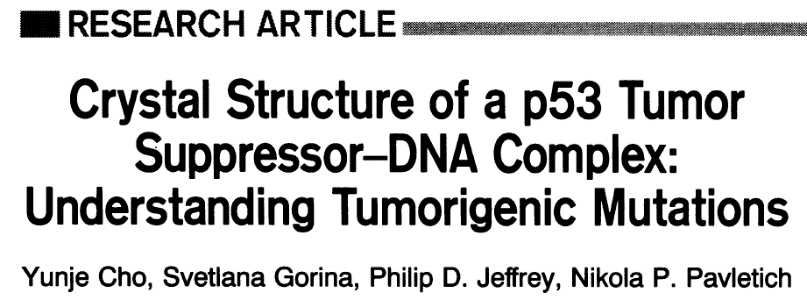 RESEARCH ARTICLE
Crystal Structure of a p53 Tumor
Suppressor–DNA Complex:
Understanding Tumorigenic Mutations
Yunje Cho, Svetlana Gorina, Philip D. Jeffrey, Nikola P. Pavletich